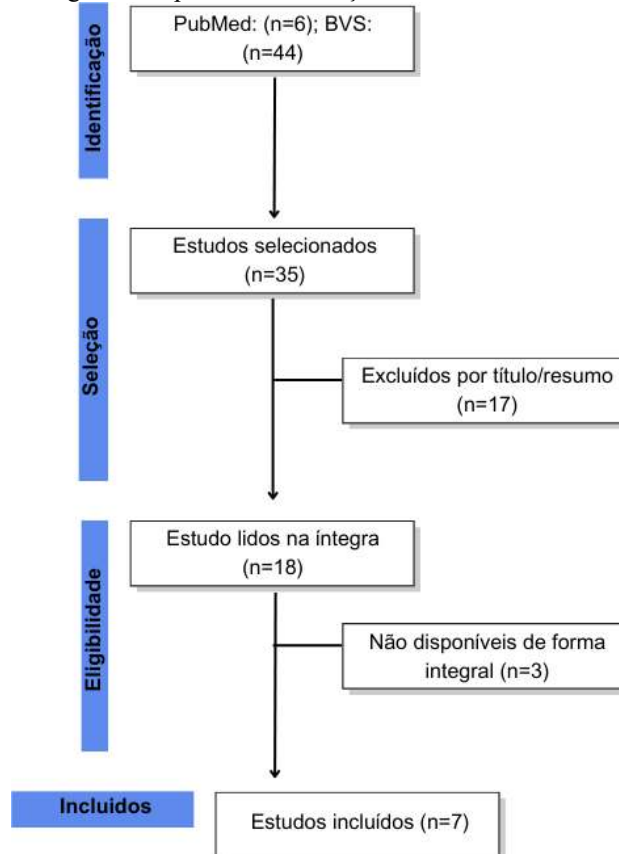 PubMed: (n=6); BVS:
(n=44)
Identificação
Estudos selecionados
(n=35)
Seleção
Excluídos por título/resumo
(n=17)
Estudo lidos na íntegra
(n=18)
Eligibilidade
Não disponíveis de forma
integral (n=3)
Incluidos
Estudos incluídos (n=7)